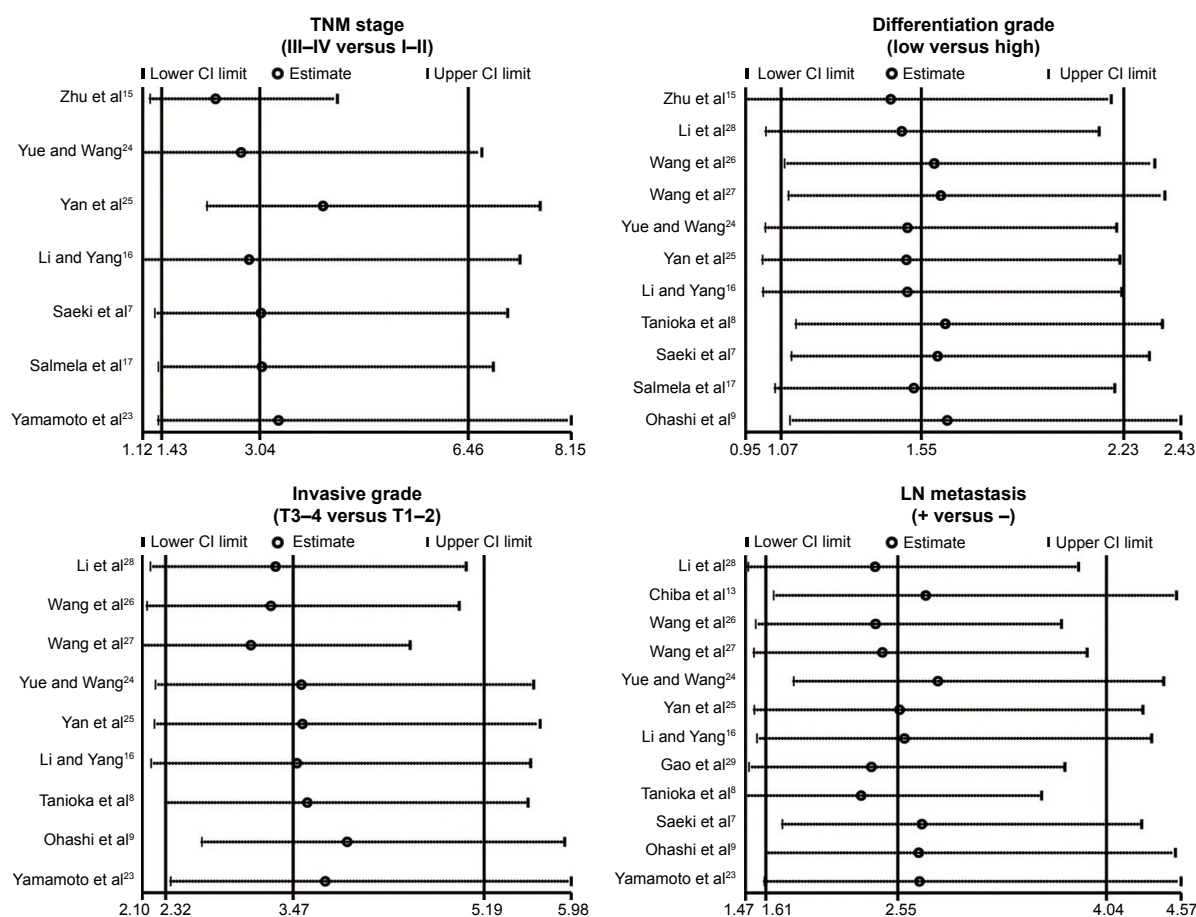 TNM stage
(III–IV versus I–II)
Lower CI limit Estimate Upper CI limit
Zhu et al15
Yue and Wang24
Yan et al25
Li and Yang16
Saeki et al7
Salmela et al17
Yamamoto et al23
1.12 1.43 3.04 6.46 8.15
Differentiation grade
(low versus high)
Lower CI limit Estimate Upper CI limit
Zhu et al15
Li et al28
Wang et al26
Wang et al27
Yue and Wang24
Yan et al25
Li and Yang16
Tanioka et al8
Saeki et al7
Salmela et al17
Ohashi et al9
0.95 1.07 1.55 2.23 2.43
Invasive grade
(T3–4 versus T1–2)
Lower CI limit Estimate Upper CI limit
Li et al28
Wang et al26
Wang et al27
Yue and Wang24
Yan et al25
Li and Yang16
Tanioka et al8
Ohashi et al9
Yamamoto et al23
2.10 2.32 3.47 5.19 5.98
LN metastasis
(+ versus –)
Lower CI limit Estimate Upper CI limit
Li et al28
Chiba et al13
Wang et al26
Wang et al27
Yue and Wang24
Yan et al25
Li and Yang16
Gao et al29
Tanioka et al8
Saeki et al7
Ohashi et al9
Yamamoto et al23
1.47 1.61 2.55 4.04 4.57